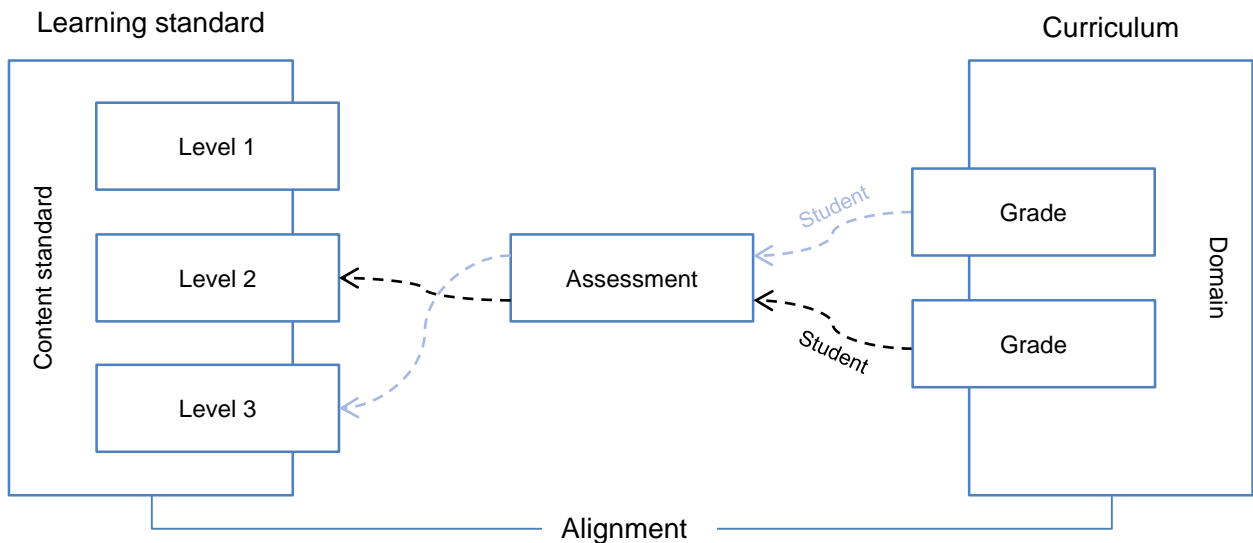 Learning standard
Curriculum
Content standard
Level 1
Level 2
Level 3
Assessment
Student
Student
Grade
Grade
Domain
Alignment